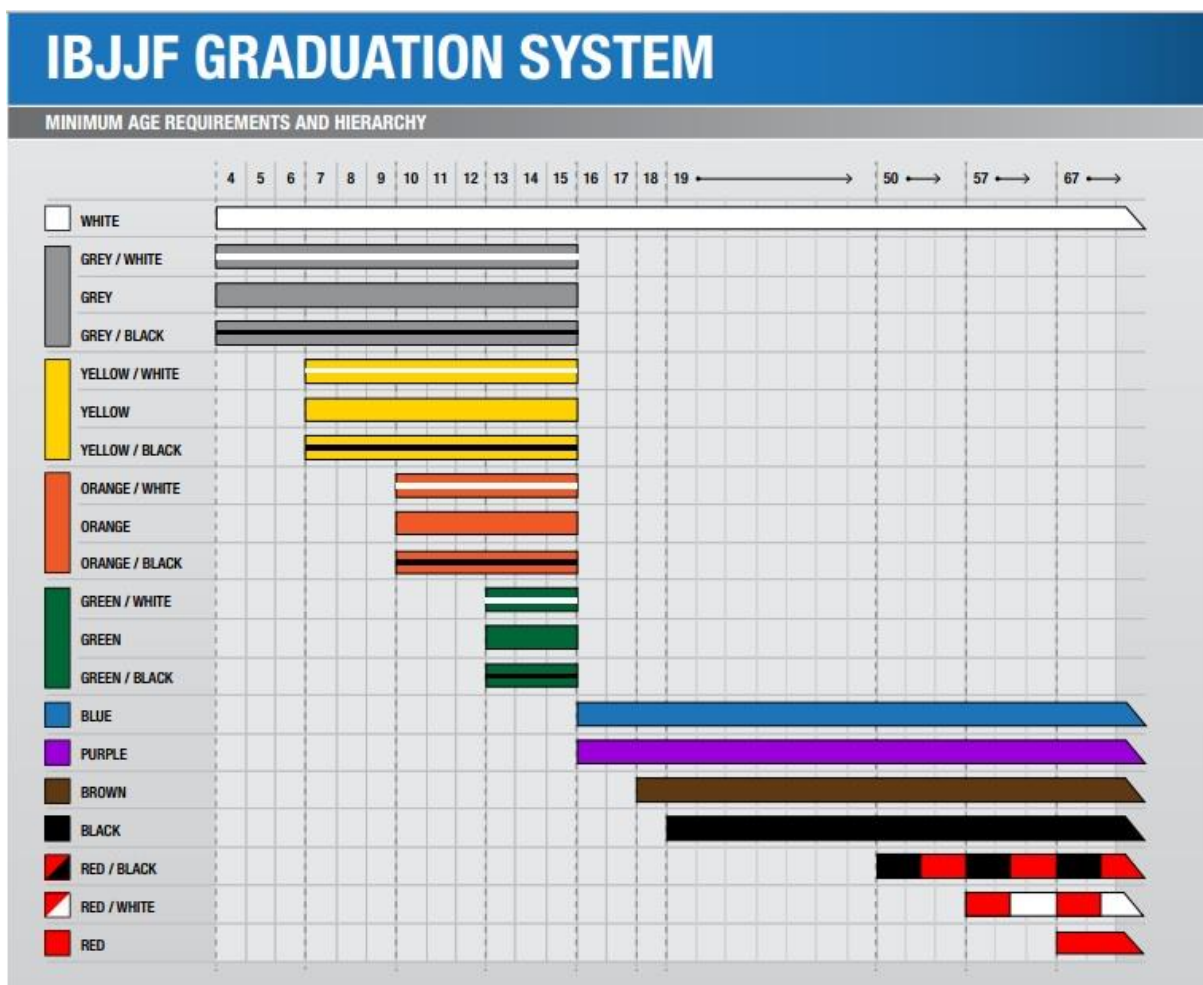 IBJJF GRADUATION SYSTEM
MINIMUM AGE REQUIREMENTS AND HIERARCHY
4 5 6 7 8 9 10 11 12 13 14 15 16 17 18 19 50 57 67
WHITE
GREY / WHITE
GREY
GREY / BLACK
YELLOW / WHITE
YELLOW
YELLOW / BLACK
ORANGE / WHITE
ORANGE
ORANGE / BLACK
GREEN / WHITE
GREEN
GREEN / BLACK
BLUE
PURPLE
BROWN
BLACK
RED / BLACK
RED / WHITE
RED